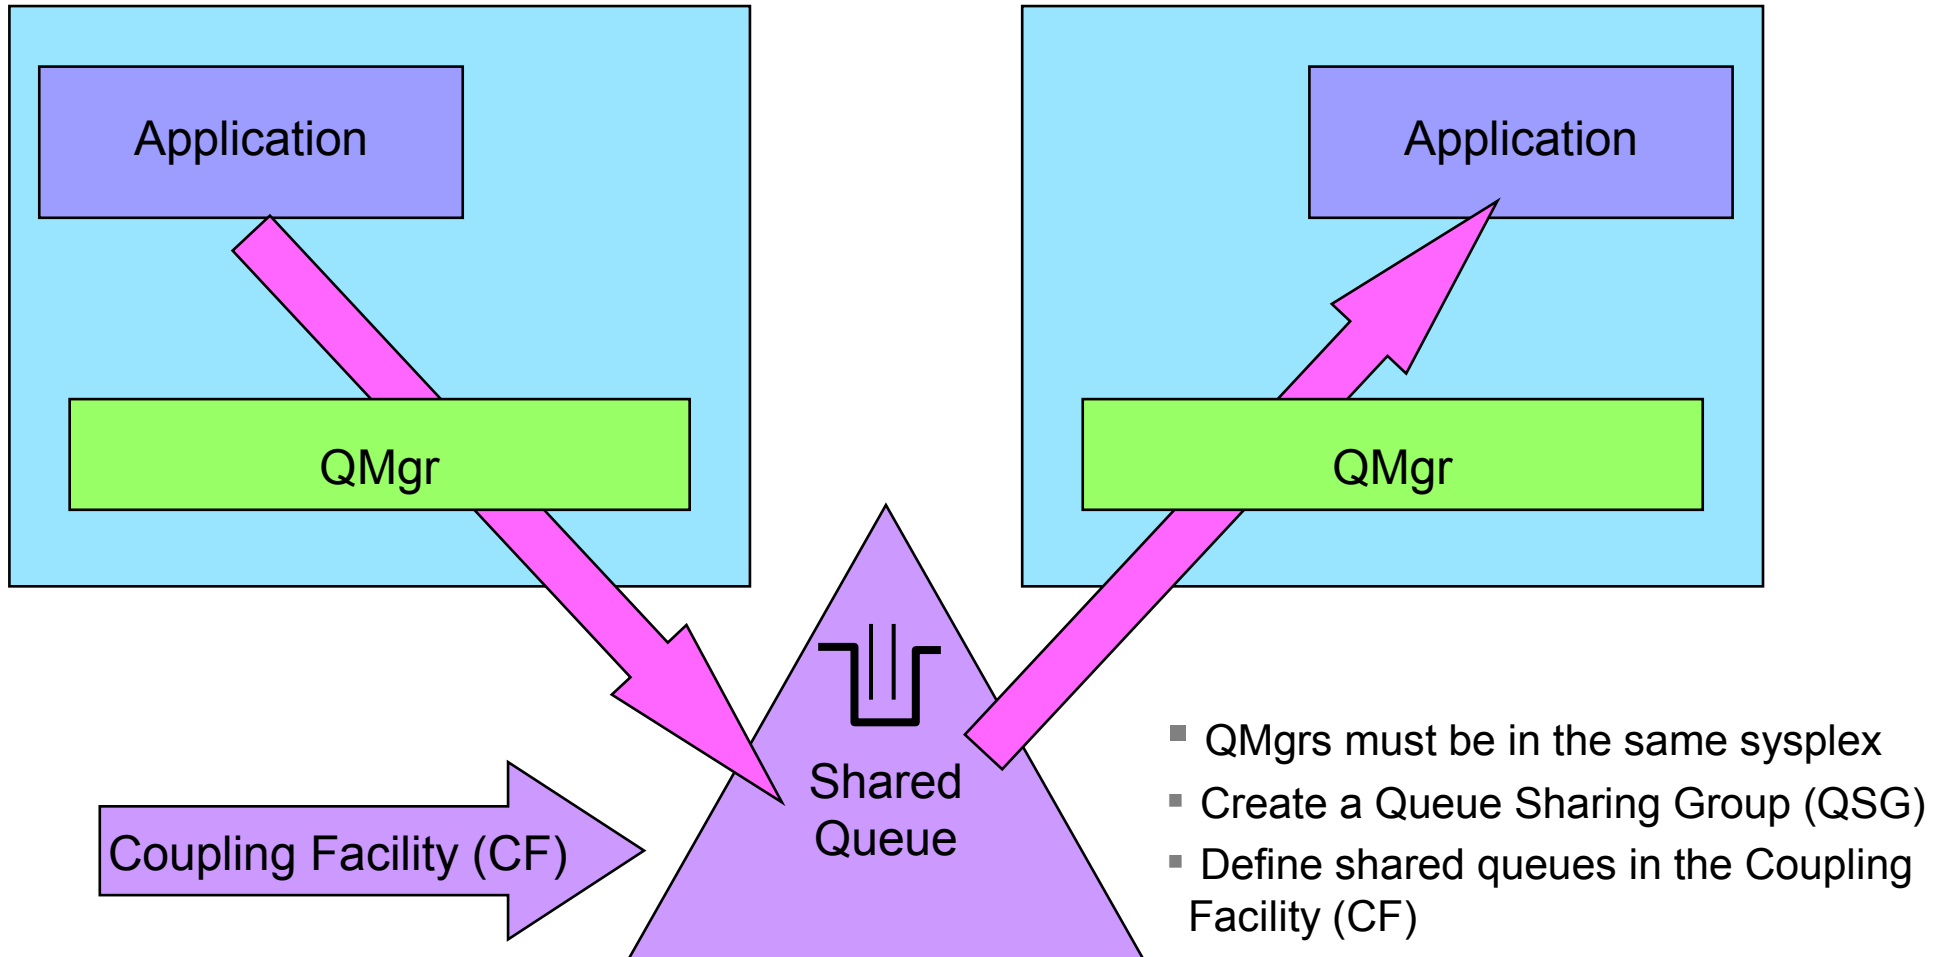 Application
Application
QMgr
QMgr
Shared
Queue
Coupling Facility (CF)
▪ QMgrs must be in the same sysplex
▪ Create a Queue Sharing Group (QSG)
▪ Define shared queues in the Coupling
Facility (CF)